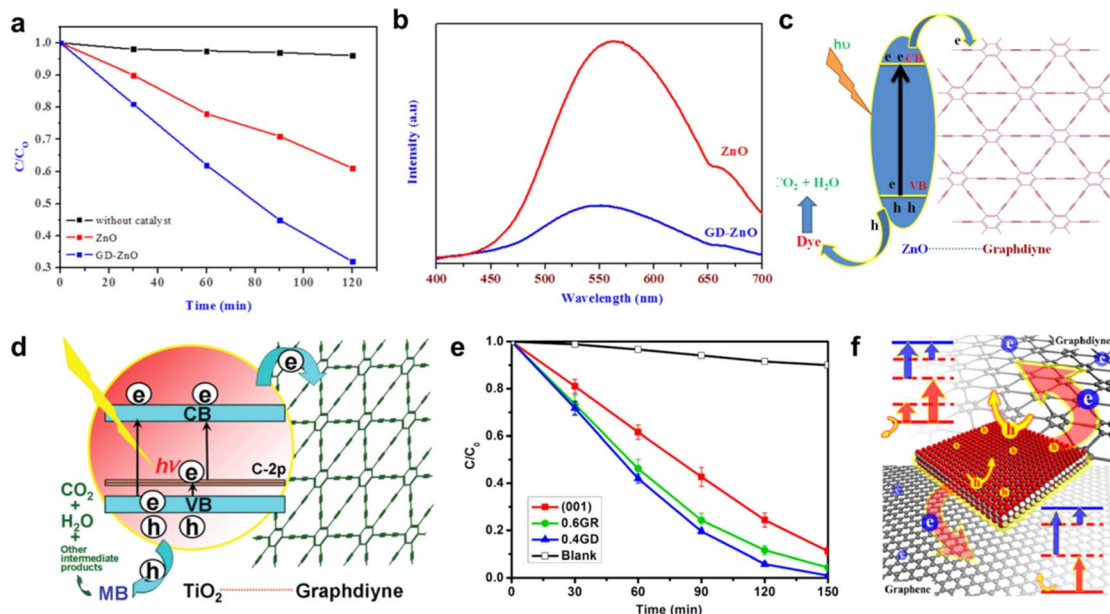 a
1.0
0.9
0.8
0.7
0.6
0.5
0.4
0.3
C/C₀
without catalyst
ZnO
GD-ZnO
0 20 40 60 80 100 120
Time (min)
b
Intensity (a.u)
ZnO
GD-ZnO
400 450 500 550 600 650 700
Wavelength (nm)
c
hυ
e
e e CB
e VB
h h
h
CO₂ + H₂O
Dye
ZnO Graphdiyne
d
e
e e
CB
hν
e
C-2p
e VB
h h
h
CO₂
+
H₂O
+
Other
intermediate
products
MB
TiO₂ Graphdiyne
e
1.0
0.8
0.6
0.4
0.2
0.0
C/C₀
(001)
0.6GR
0.4GD
Blank
0 30 60 90 120 150
Time (min)
f
Graphdiyne
e
e
h
h
h
e
Graphene